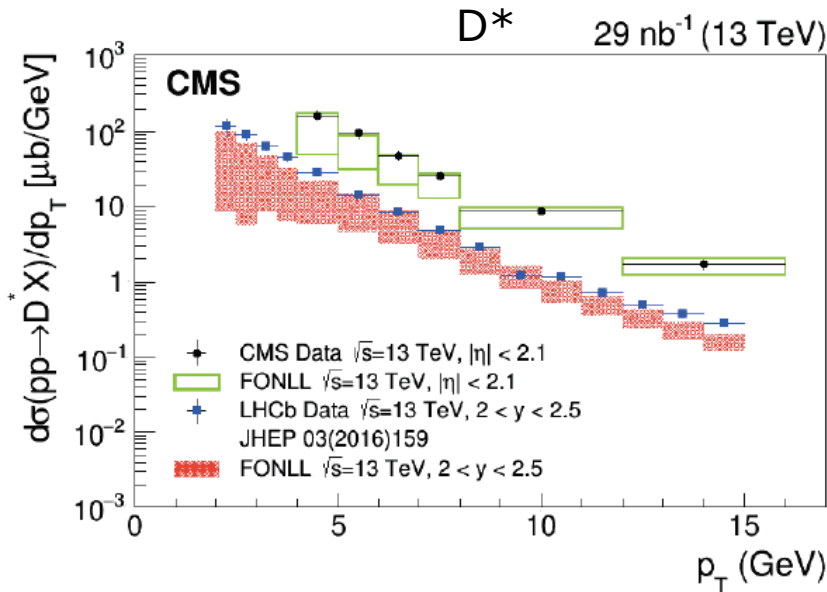 D*
29 nb⁻¹ (13 TeV)
CMS
dσ(pp→D* X)/dp_T [μb/GeV]
10³
10²
10
1
10⁻¹
10⁻²
10⁻³
CMS Data √s=13 TeV, |η| < 2.1
FONLL √s=13 TeV, |η| < 2.1
LHCb Data √s=13 TeV, 2 < y < 2.5
JHEP 03(2016)159
FONLL √s=13 TeV, 2 < y < 2.5
0 5 10 15
p_T (GeV)